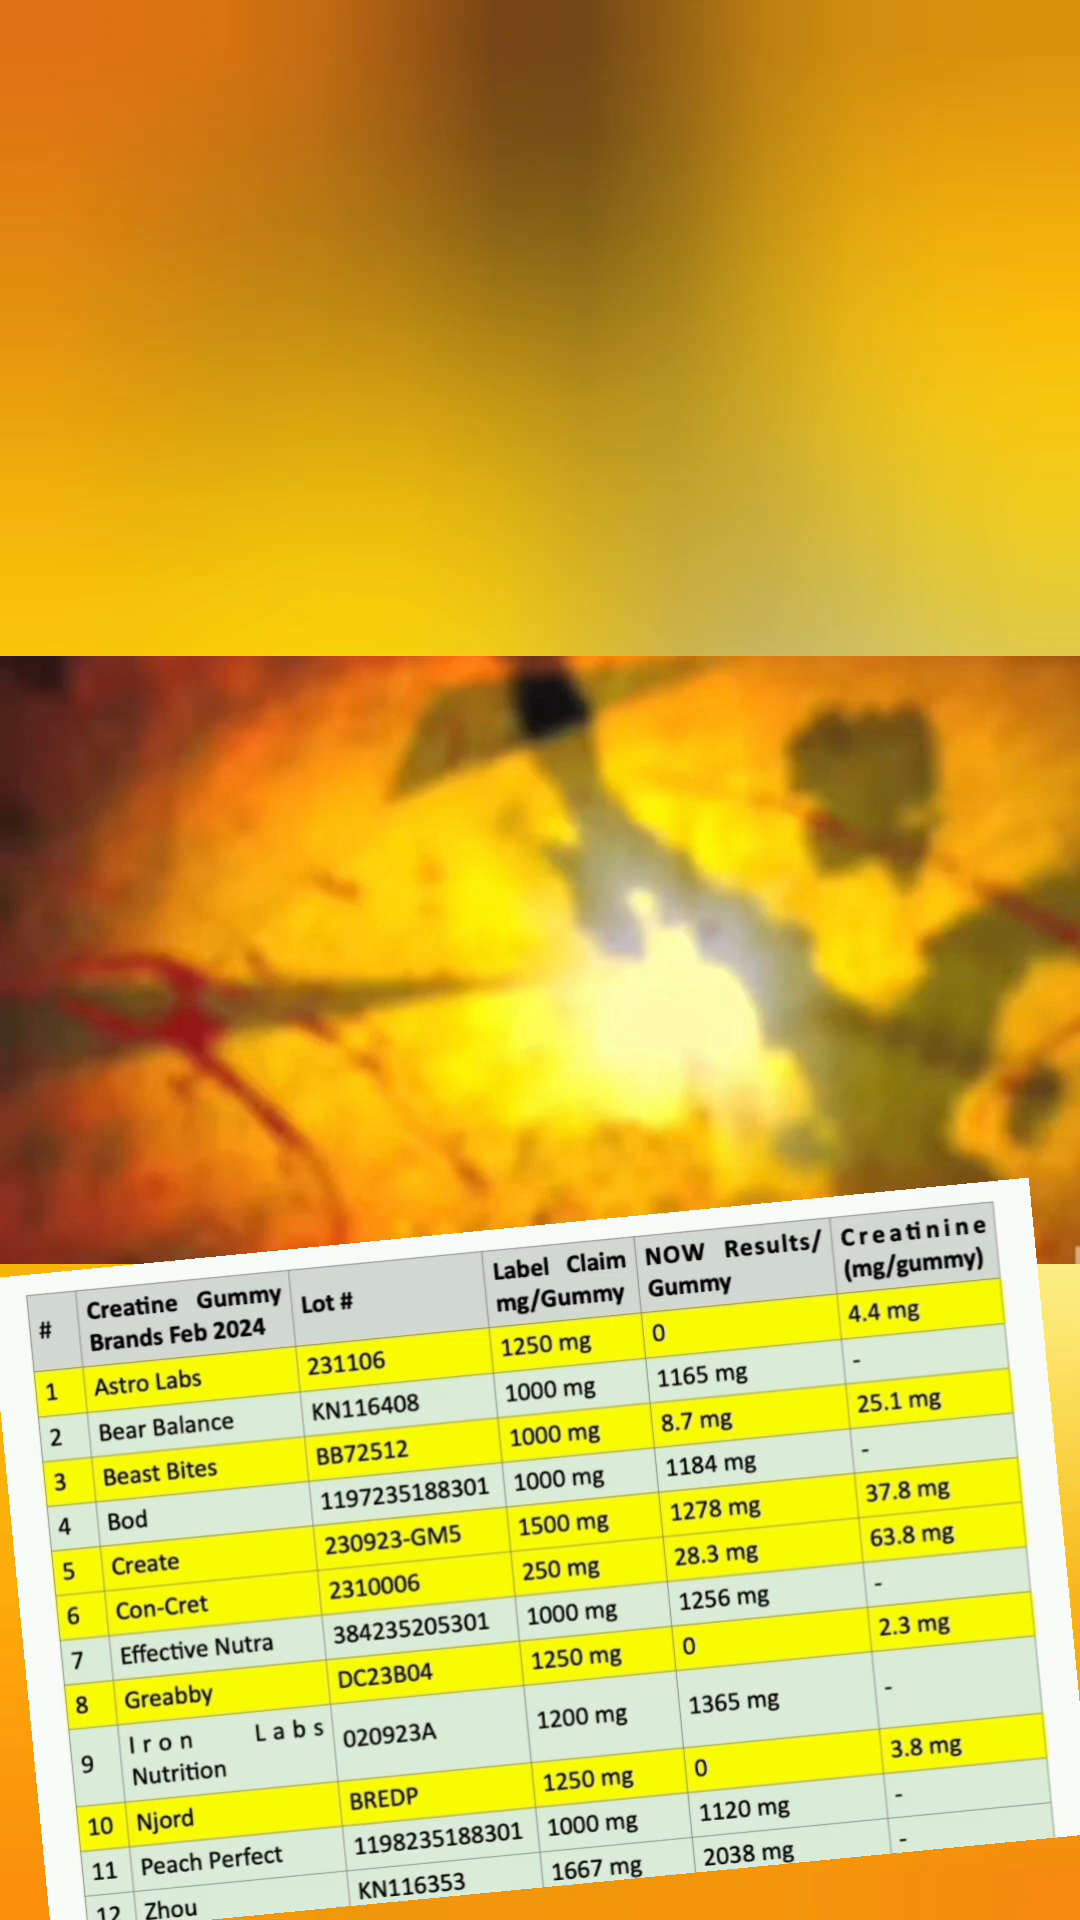 # Creatine Gummy Brands Feb 2024 Lot # Label Claim mg/Gummy NOW Results/ Gummy Creatinine (mg/gummy)
1 Astro Labs 231106 1250 mg 0 4.4 mg
2 Bear Balance KN116408 1000 mg 1165 mg -
3 Beast Bites BB72512 1000 mg 8.7 mg 25.1 mg
4 Bod 1197235188301 1000 mg 1184 mg -
5 Create 230923-GM5 1500 mg 1278 mg 37.8 mg
6 Con-Cret 2310006 250 mg 28.3 mg 63.8 mg
7 Effective Nutra 384235205301 1000 mg 1256 mg -
8 Greabby DC23B04 1250 mg 0 2.3 mg
9 Iron Labs Nutrition 020923A 1200 mg 1365 mg -
10 Njord BREDP 1250 mg 0 3.8 mg
11 Peach Perfect 1198235188301 1000 mg 1120 mg -
12 Zhou KN116353 1667 mg 2038 mg -